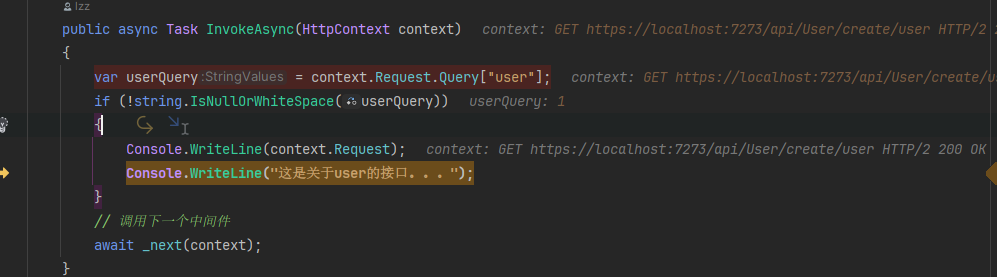 lzz
public async Task InvokeAsync(HttpContext context)   context: GET https://localhost:7273/api/User/create/user HTTP/2 2
{
var userQuery:StringValues = context.Request.Query["user"];   context: GET https://localhost:7273/api/User/create/us
if (!string.IsNullOrWhiteSpace(userQuery))   userQuery: 1
{
Console.WriteLine(context.Request);   context: GET https://localhost:7273/api/User/create/user HTTP/2 200 OK
Console.WriteLine("这是关于user的接口...");
}
// 调用下一个中间件
await _next(context);
}